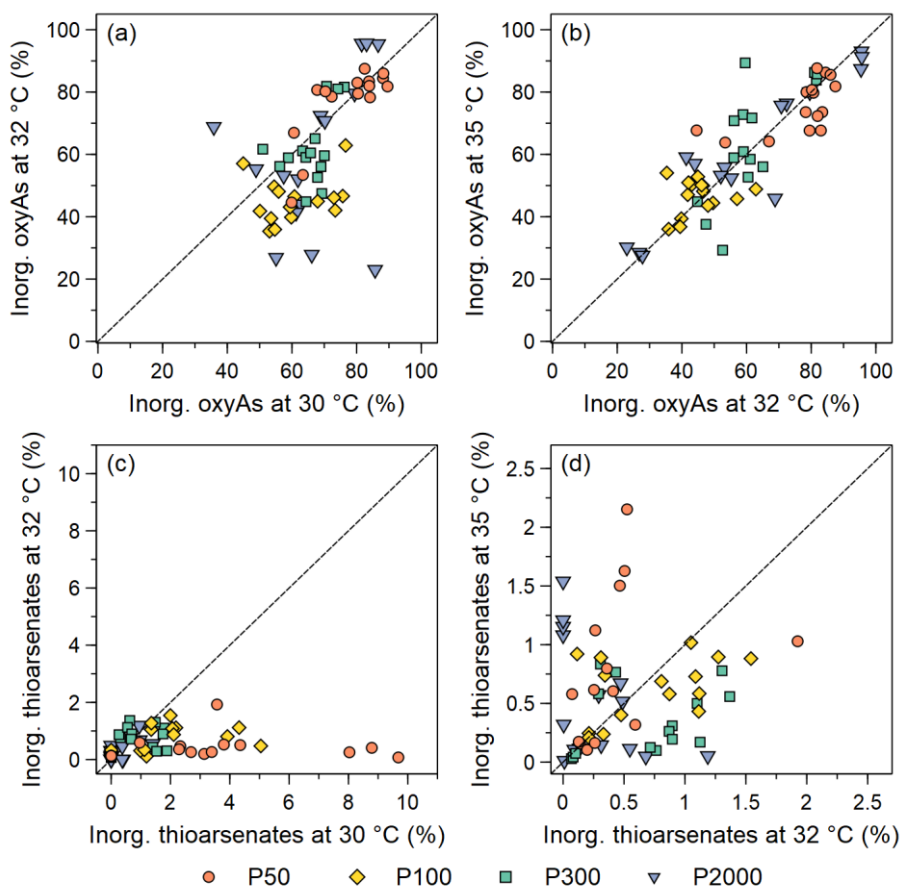 (a)
Inorg. oxyAs at 32 °C (%)
100
80
60
40
20
0
0 20 40 60 80 100
Inorg. oxyAs at 30 °C (%)
(b)
Inorg. oxyAs at 35 °C (%)
100
80
60
40
20
0
0 20 40 60 80 100
Inorg. oxyAs at 32 °C (%)
(c)
Inorg. thioarsenates at 32 °C (%)
10
8
6
4
2
0
0 2 4 6 8 10
Inorg. thioarsenates at 30 °C (%)
(d)
Inorg. thioarsenates at 35 °C (%)
2.5
2
1.5
1
0.5
0
0 0.5 1 1.5 2 2.5
Inorg. thioarsenates at 32 °C (%)
P50 P100 P300 P2000